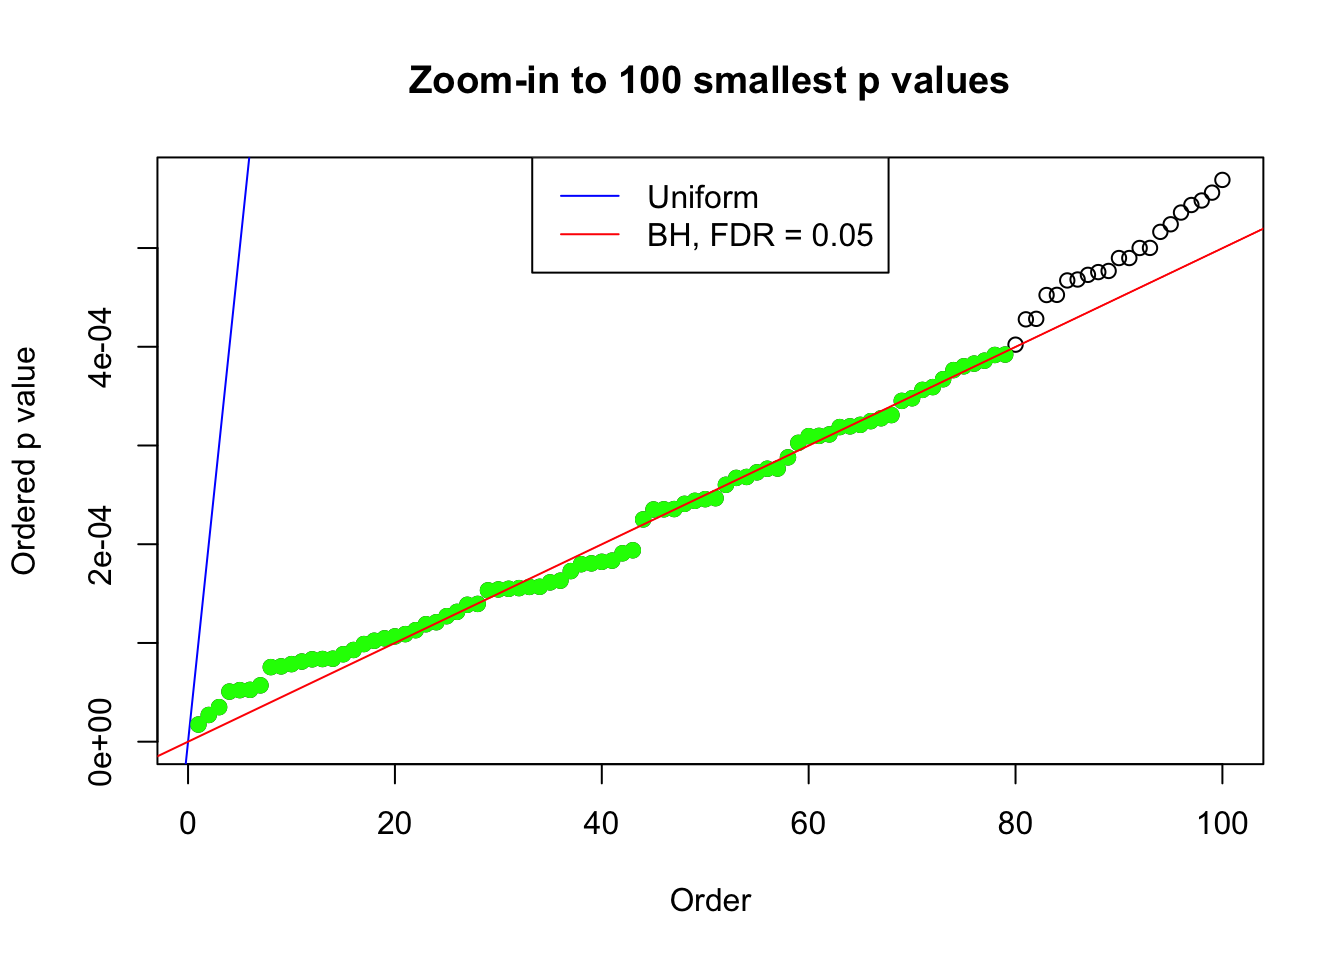 Zoom-in to 100 smallest p values
Uniform
BH, FDR = 0.05
Ordered p value
4e-04
2e-04
0e+00
0 20 40 60 80 100
Order